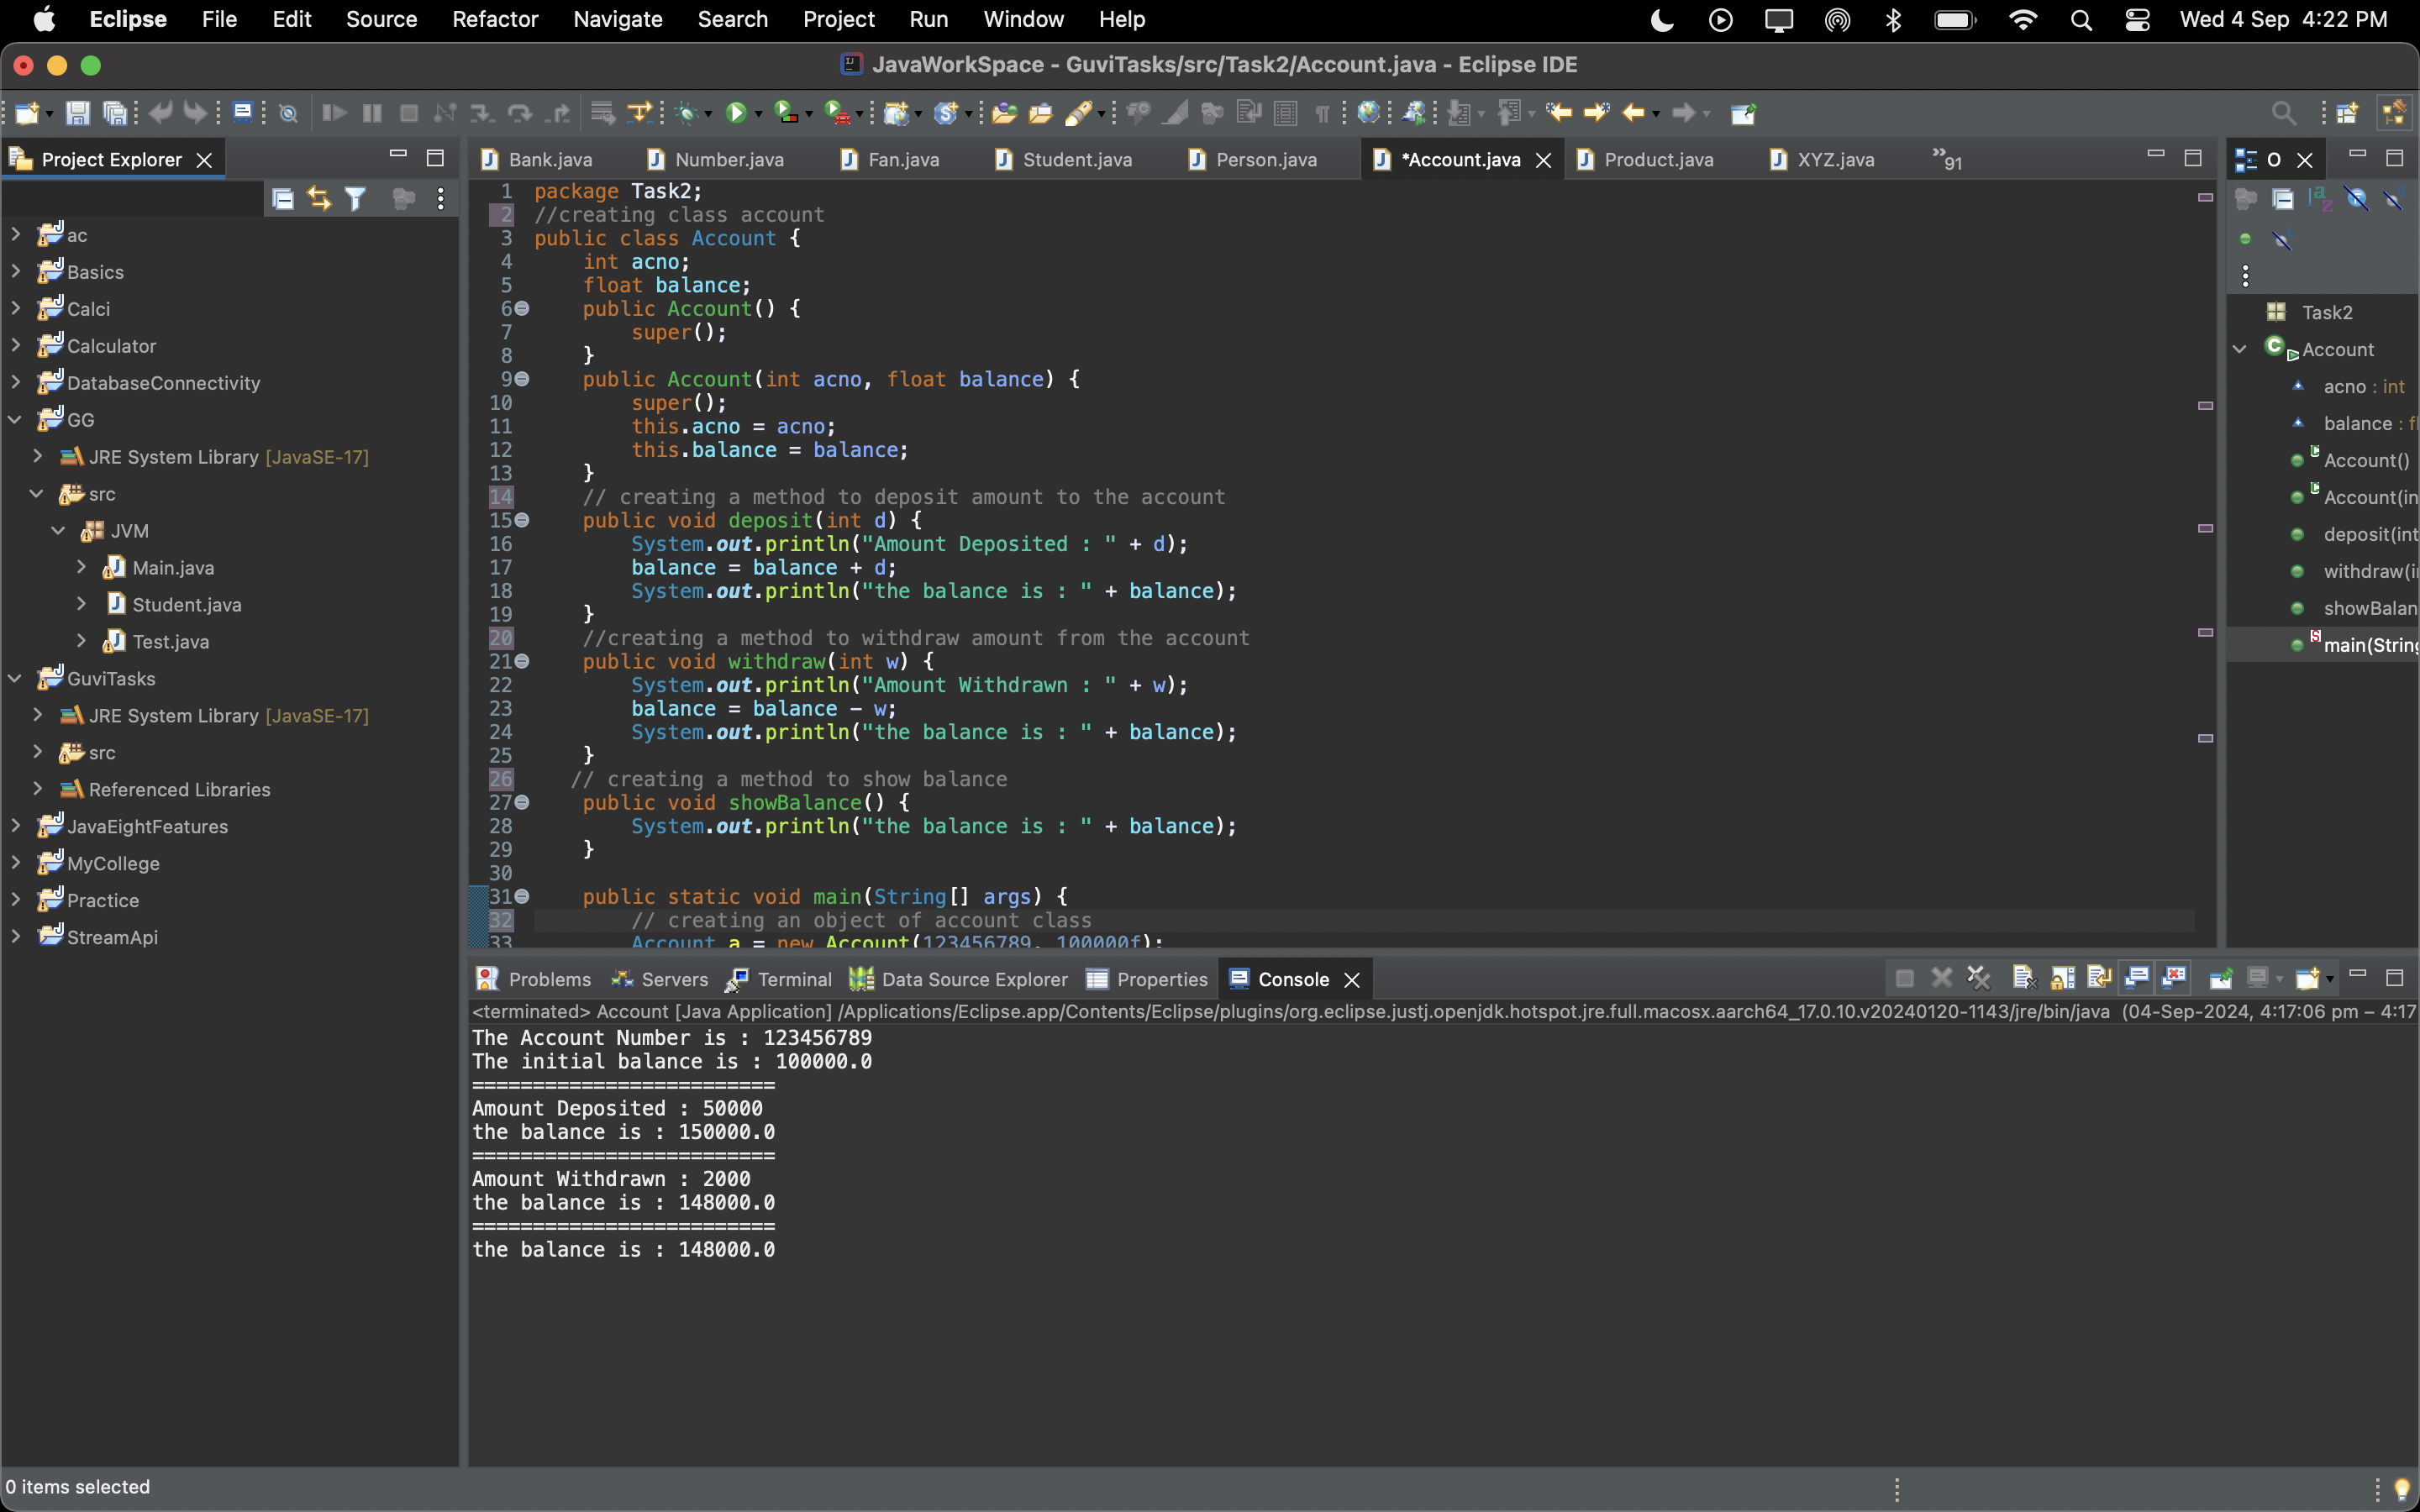 Eclipse File Edit Source Refactor Navigate Search Project Run Window Help Wed 4 Sep 4:22 PM
JavaWorkSpace - GuviTasks/src/Task2/Account.java - Eclipse IDE
Project Explorer
ac
Basics
Calci
Calculator
DatabaseConnectivity
GG
JRE System Library [JavaSE-17]
src
JVM
Main.java
Student.java
Test.java
GuviTasks
JRE System Library [JavaSE-17]
src
Referenced Libraries
JavaEightFeatures
MyCollege
Practice
StreamApi
Bank.java Number.java Fan.java Student.java Person.java *Account.java Product.java XYZ.java »91
1 package Task2;
2 //creating class account
3 public class Account {
4 int acno;
5 float balance;
6 public Account() {
7 super();
8 }
9 public Account(int acno, float balance) {
10 super();
11 this.acno = acno;
12 this.balance = balance;
13 }
14 // creating a method to deposit amount to the account
15 public void deposit(int d) {
16 System.out.println("Amount Deposited : " + d);
17 balance = balance + d;
18 System.out.println("the balance is : " + balance);
19 }
20 //creating a method to withdraw amount from the account
21 public void withdraw(int w) {
22 System.out.println("Amount Withdrawn : " + w);
23 balance = balance - w;
24 System.out.println("the balance is : " + balance);
25 }
26 // creating a method to show balance
27 public void showBalance() {
28 System.out.println("the balance is : " + balance);
29 }
30
31 public static void main(String[] args) {
32 // creating an object of account class
33 Account a = new Account(123456789, 100000f);
O
Task2
Account
acno : int
balance : fl
Account()
Account(in
deposit(int
withdraw(i
showBalan
main(String
Problems Servers Terminal Data Source Explorer Properties Console
<terminated> Account [Java Application] /Applications/Eclipse.app/Contents/Eclipse/plugins/org.eclipse.justj.openjdk.hotspot.jre.full.macosx.aarch64_17.0.10.v20240120-1143/jre/bin/java (04-Sep-2024, 4:17:06 pm – 4:17
The Account Number is : 123456789
The initial balance is : 100000.0
=========================
Amount Deposited : 50000
the balance is : 150000.0
=========================
Amount Withdrawn : 2000
the balance is : 148000.0
=========================
the balance is : 148000.0
0 items selected